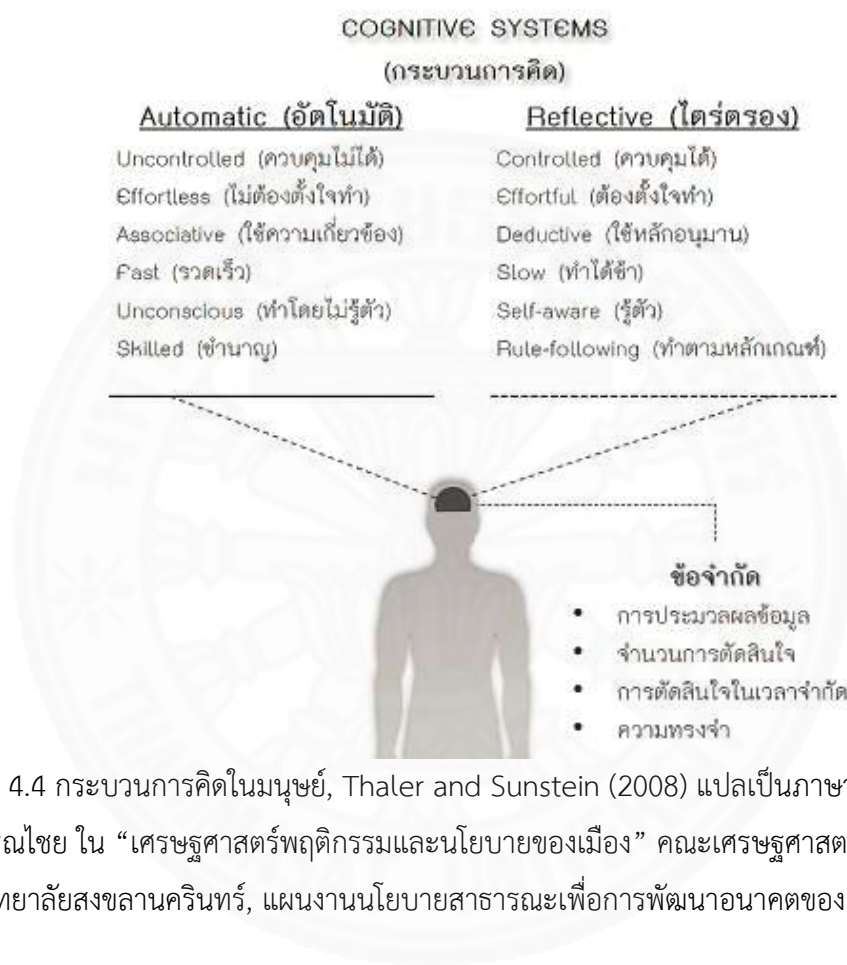 COGNITIVE SYSTEMS
(กระบวนการคิด)
Automatic (อัตโนมัติ)
Uncontrolled (ควบคุมไม่ได้)
Effortless (ไม่ต้องตั้งใจทำ)
Associative (ใช้ความเกี่ยวข้อง)
Fast (รวดเร็ว)
Unconscious (ทำโดยไม่รู้ตัว)
Skilled (ชำนาญ)
Reflective (ไตร่ตรอง)
Controlled (ควบคุมได้)
Effortful (ต้องตั้งใจทำ)
Deductive (ใช้หลักอนุมาน)
Slow (ทำได้ช้า)
Self-aware (รู้ตัว)
Rule-following (ทำตามหลักเกณฑ์)
ข้อจำกัด
• การประมวลผลข้อมูล
• จำนวนการตัดสินใจ
• การตัดสินใจในเวลาจำกัด
• ความทรงจำ
4.4 กระบวนการคิดในมนุษย์, Thaler and Sunstein (2008) แปลเป็นภาษา
ณไชย ใน “เศรษฐศาสตร์พฤติกรรมและนโยบายของเมือง” คณะเศรษฐศาสต
ทยาลัยสงขลานครินทร์, แผนงานนโยบายสาธารณะเพื่อการพัฒนาอนาคตของ